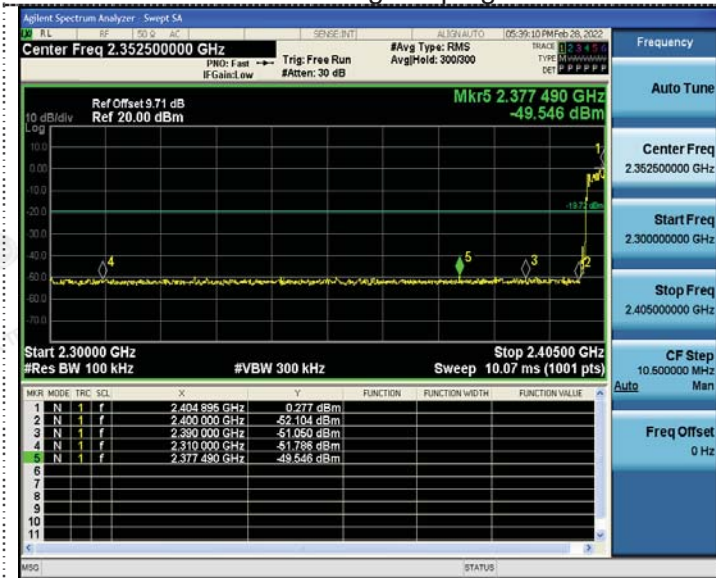 Agilent Spectrum Analyzer - Swept SA
RL RF 50 Ω AC SENSE:INT ALIGN AUTO 05:39:10 PM Feb 28, 2022
Center Freq 2.352500000 GHz
PNO: Fast
IFGain:Low
Trig: Free Run
#Atten: 30 dB
#Avg Type: RMS
Avg|Hold: 300/300
TRACE 1 2 3 4 5 6
TYPE M
DET P P P P P P
Frequency
Mkr5 2.377 490 GHz
-49.546 dBm
Ref Offset 9.71 dB
Ref 20.00 dBm
10 dB/div
Log
10.0
0.00
-10.0
-20.0
-30.0
-40.0
-50.0
-60.0
-70.0
-19.72 dBm
1
4
5
3
2
Start 2.30000 GHz
Stop 2.40500 GHz
#Res BW 100 kHz
#VBW 300 kHz
Sweep 10.07 ms (1001 pts)
MKR MODE TRC SCL X Y FUNCTION FUNCTION WIDTH FUNCTION VALUE
1 N 1 f 2.404 895 GHz 0.277 dBm
2 N 1 f 2.400 000 GHz -52.104 dBm
3 N 1 f 2.390 000 GHz -51.050 dBm
4 N 1 f 2.310 000 GHz -51.786 dBm
5 N 1 f 2.377 490 GHz -49.546 dBm
6
7
8
9
10
11
MSG
STATUS
Auto Tune
Center Freq
2.352500000 GHz
Start Freq
2.300000000 GHz
Stop Freq
2.405000000 GHz
CF Step
10.500000 MHz
Auto Man
Freq Offset
0 Hz